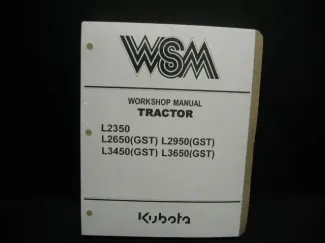 WSM
WORKSHOP MANUAL
TRACTOR
L2350
L2650(GST) L2950(GST)
L3450(GST) L3650(GST)
Kubota